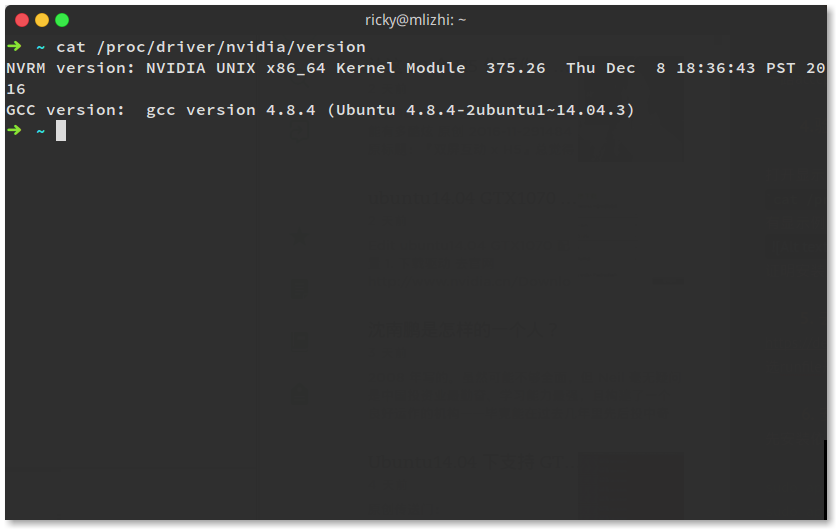 ricky@mlizhi: ~
➜ ~ cat /proc/driver/nvidia/version
NVRM version: NVIDIA UNIX x86_64 Kernel Module  375.26  Thu Dec  8 18:36:43 PST 20
16
GCC version:  gcc version 4.8.4 (Ubuntu 4.8.4-2ubuntu1~14.04.3)
➜ ~